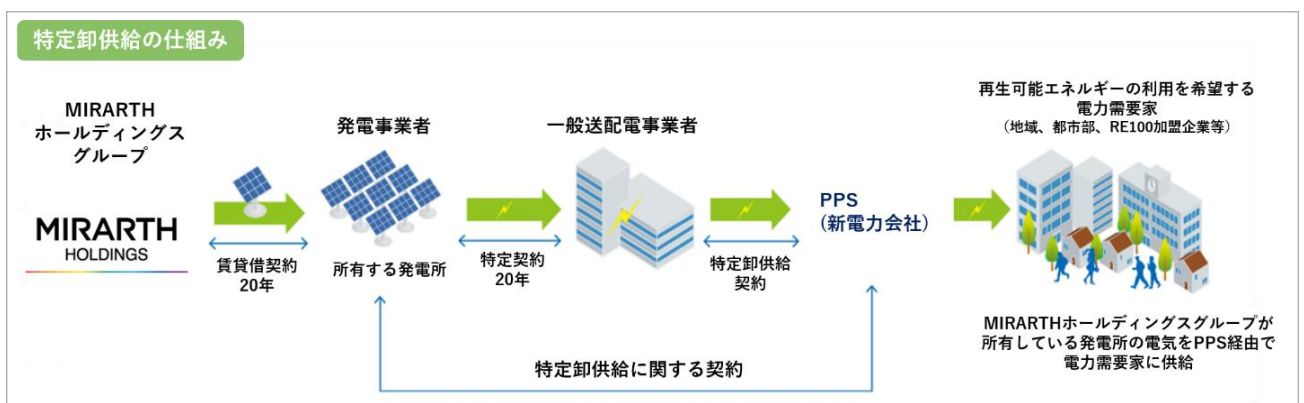 特定卸供給の仕組み
MIRARTH
ホールディングス
グループ
MIRARTH
HOLDINGS
賃貸借契約
20年
発電事業者
所有する発電所
特定契約
20年
一般送配電事業者
特定卸供給
契約
PPS
(新電力会社)
特定卸供給に関する契約
再生可能エネルギーの利用を希望する
電力需要家
（地域、都市部、RE100加盟企業等）
MIRARTHホールディングスグループが
所有している発電所の電気をPPS経由で
電力需要家に供給